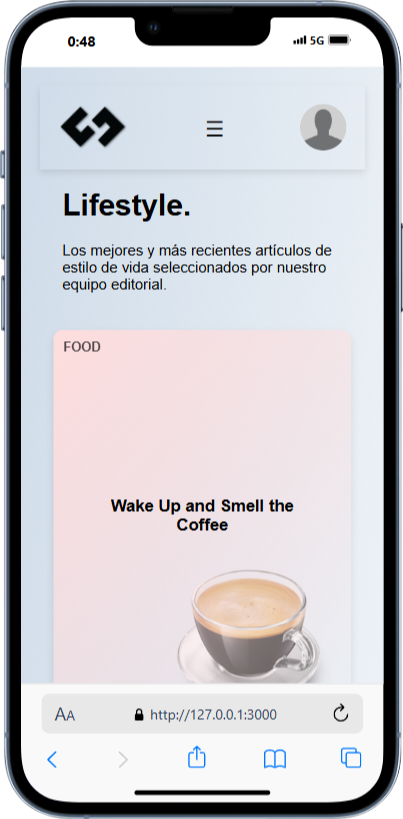 0:48
5G
Lifestyle.
Los mejores y más recientes artículos de
estilo de vida seleccionados por nuestro
equipo editorial.
FOOD
Wake Up and Smell the
Coffee
AA
http://127.0.0.1:3000